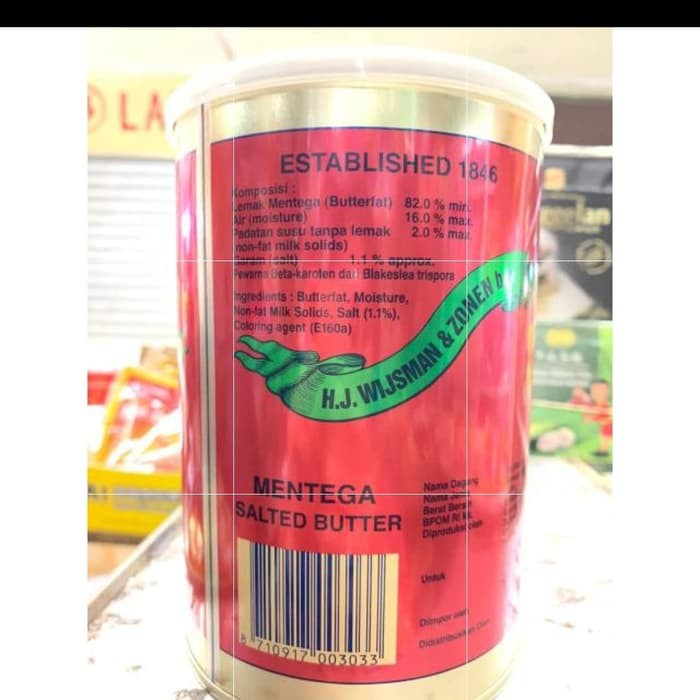 LA
ESTABLISHED 1846
Komposisi :
Lemak Mentega (Butterfat) 82.0 % min.
Air (moisture) 16.0 % max.
Padatan susu tanpa lemak 2.0 % max.
(non-fat milk solids)
Garam (salt) 1.1 % approx.
Pewarna Beta-karoten dari Blakeslea trispora
Ingredients : Butterfat, Moisture,
Non-fat Milk Solids, Salt (1.1%),
Coloring agent (E160a)
H.J. WIJSMAN & ZONEN b
MENTEGA
SALTED BUTTER
Nama Dagang
Nama Jenis
Berat Bersih
BPOM RI ML
Diproduksi oleh
Untuk
Diimpor oleh
Didistribusikan Oleh
8 710917 003033